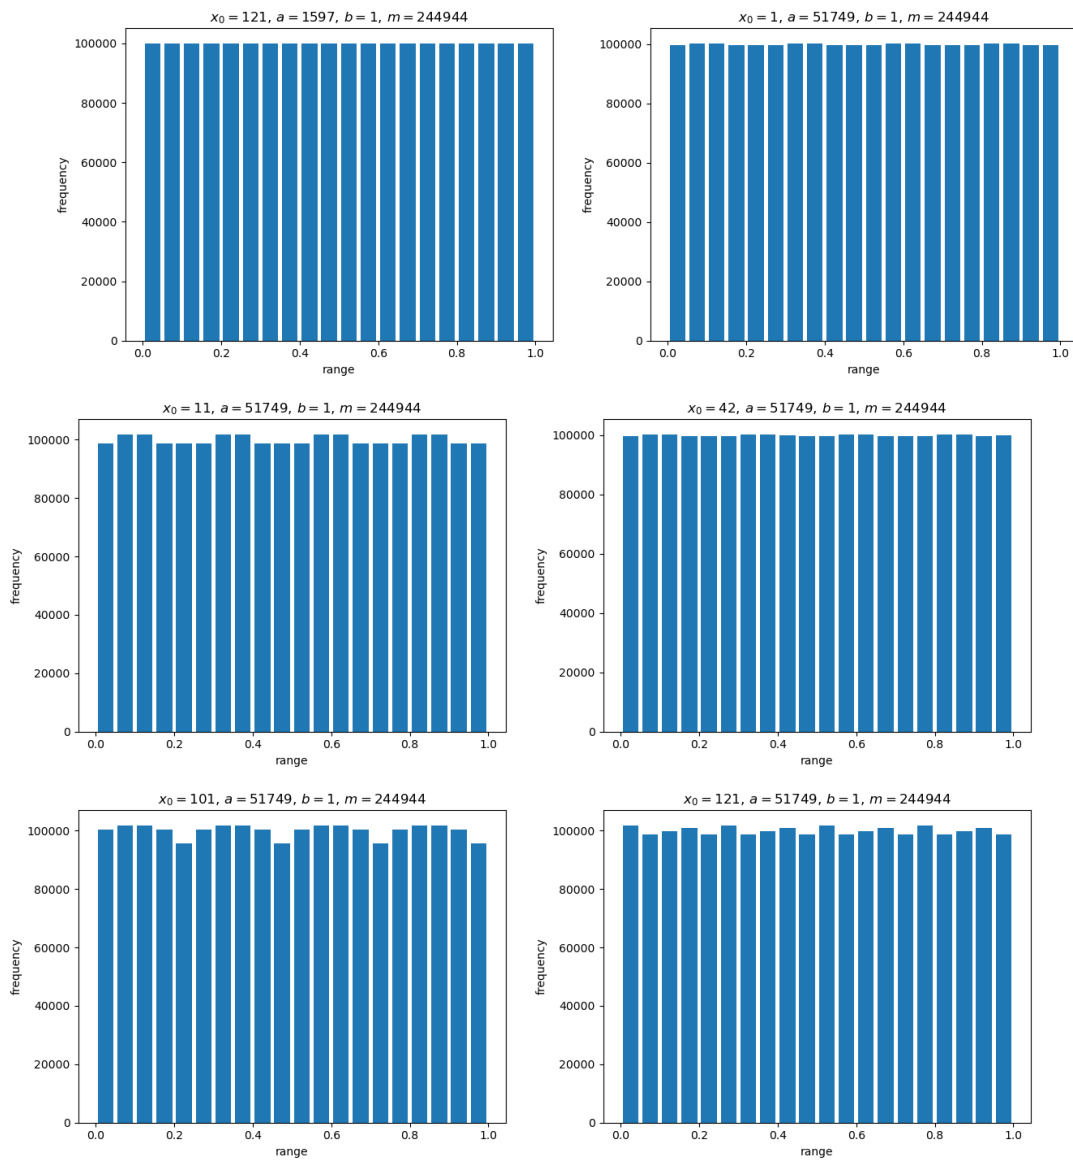 x₀ = 121, a = 1597, b = 1, m = 244944
100000
80000
60000
40000
20000
0
frequency
0.0 0.2 0.4 0.6 0.8 1.0
range
x₀ = 1, a = 51749, b = 1, m = 244944
100000
80000
60000
40000
20000
0
frequency
0.0 0.2 0.4 0.6 0.8 1.0
range
x₀ = 11, a = 51749, b = 1, m = 244944
100000
80000
60000
40000
20000
0
frequency
0.0 0.2 0.4 0.6 0.8 1.0
range
x₀ = 42, a = 51749, b = 1, m = 244944
100000
80000
60000
40000
20000
0
frequency
0.0 0.2 0.4 0.6 0.8 1.0
range
x₀ = 101, a = 51749, b = 1, m = 244944
100000
80000
60000
40000
20000
0
frequency
0.0 0.2 0.4 0.6 0.8 1.0
range
x₀ = 121, a = 51749, b = 1, m = 244944
100000
80000
60000
40000
20000
0
frequency
0.0 0.2 0.4 0.6 0.8 1.0
range